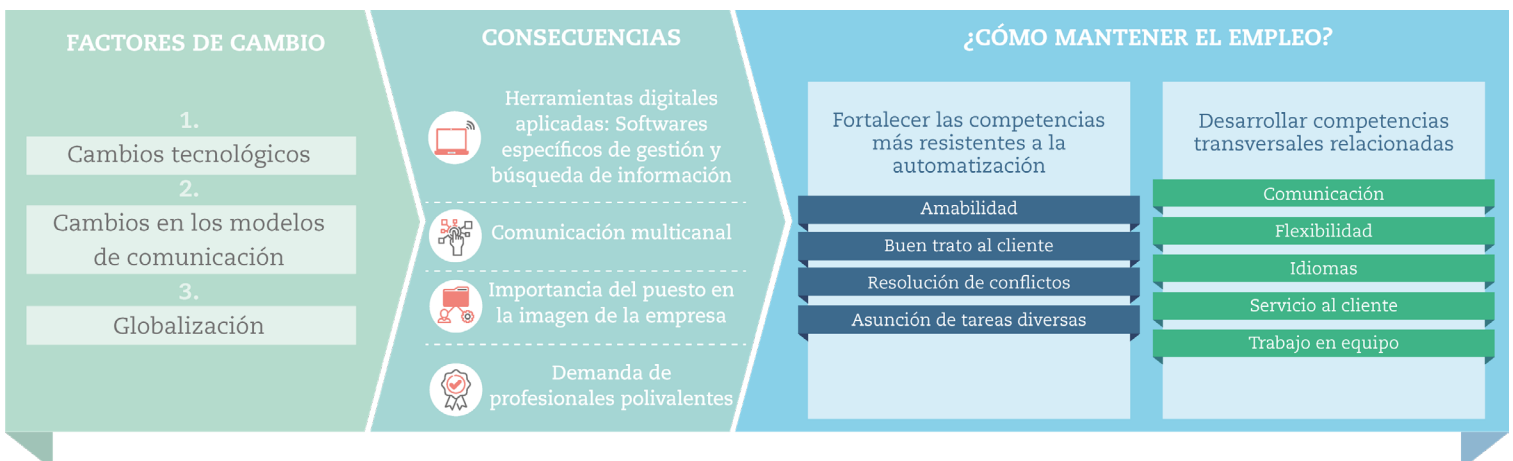 FACTORES DE CAMBIO
1.
Cambios tecnológicos
2.
Cambios en los modelos
de comunicación
3.
Globalización
CONSECUENCIAS
Herramientas digitales
aplicadas: Softwares
específicos de gestión y
búsqueda de información
Comunicación multicanal
Importancia del puesto en
la imagen de la empresa
Demanda de
profesionales polivalentes
¿CÓMO MANTENER EL EMPLEO?
Fortalecer las competencias
más resistentes a la
automatización
Amabilidad
Buen trato al cliente
Resolución de conflictos
Asunción de tareas diversas
Desarrollar competencias
transversales relacionadas
Comunicación
Flexibilidad
Idiomas
Servicio al cliente
Trabajo en equipo